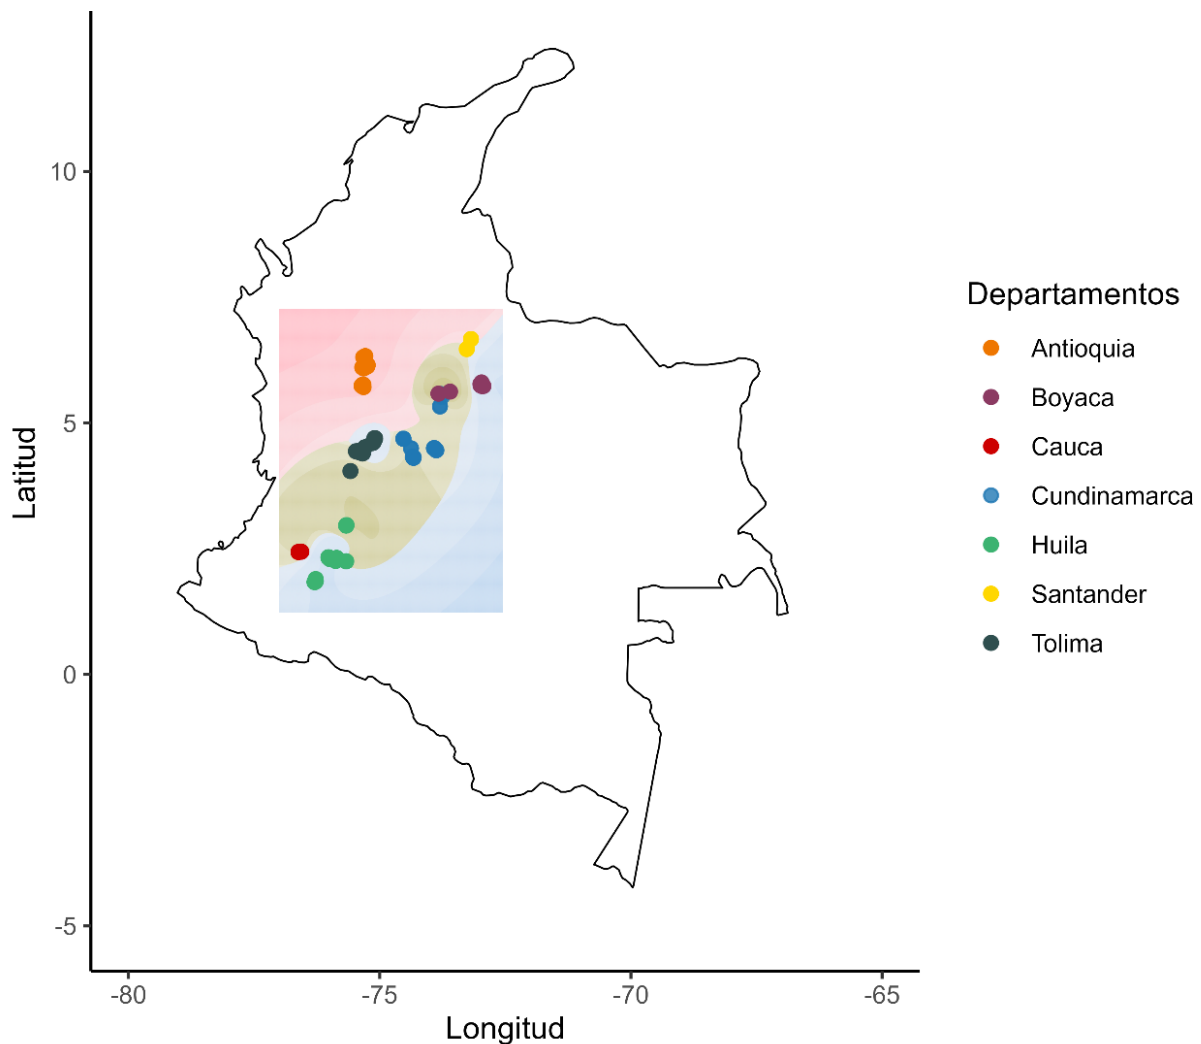 Latitud
10
5
0
-5
-80
-75
-70
-65
Longitud
Departamentos
Antioquia
Boyaca
Cauca
Cundinamarca
Huila
Santander
Tolima